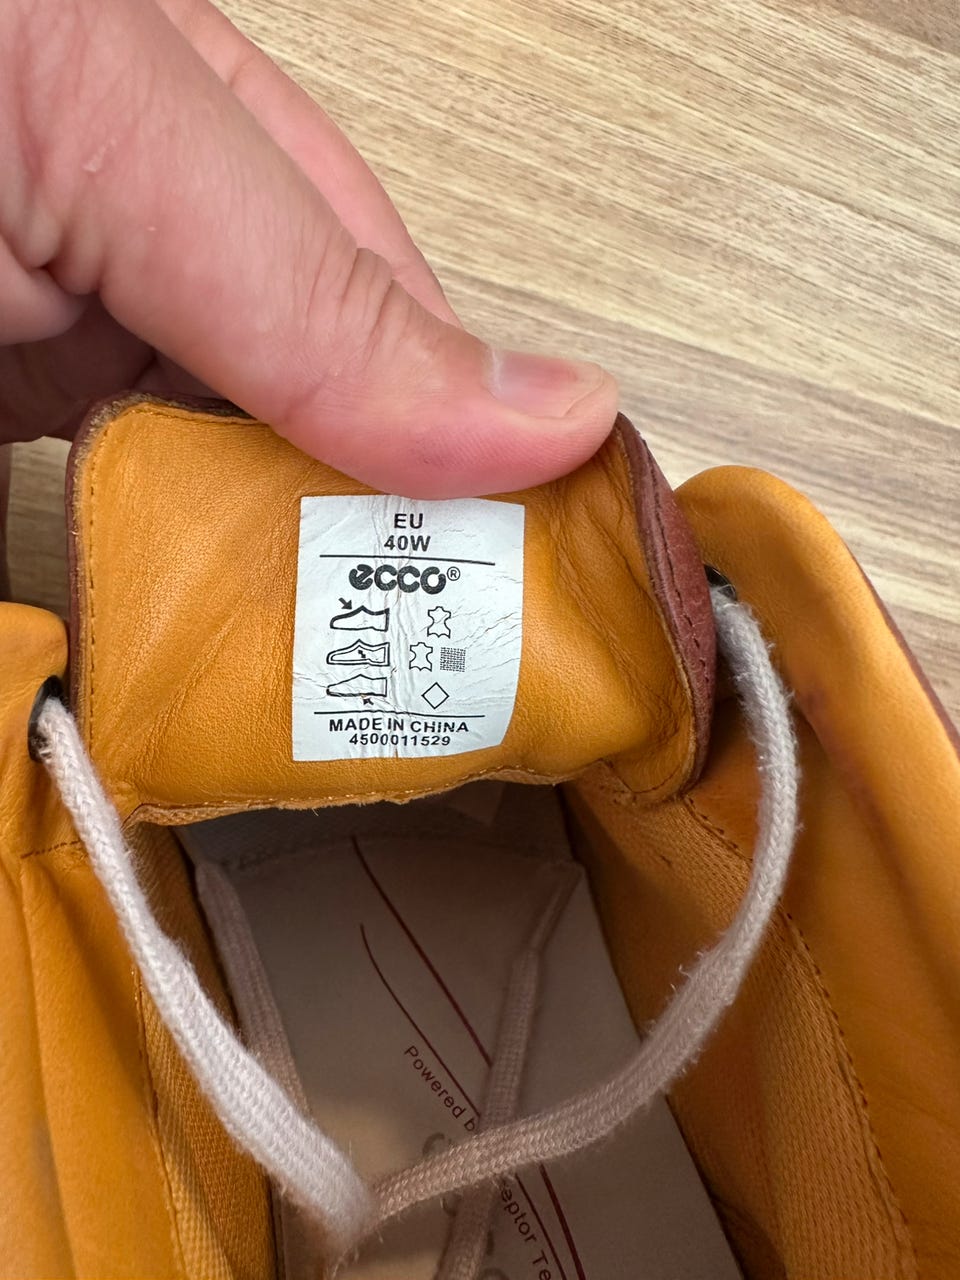 EU
40W
ecco®
MADE IN CHINA
4500011529
Powered b
eptor Te